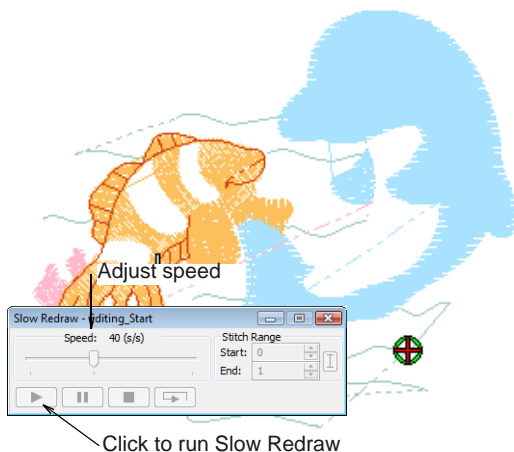 Adjust speed
Slow Redraw - Editing_Start
Speed: 40 (s/s)
Stitch Range
Start: 0
End: 1
Click to run Slow Redraw